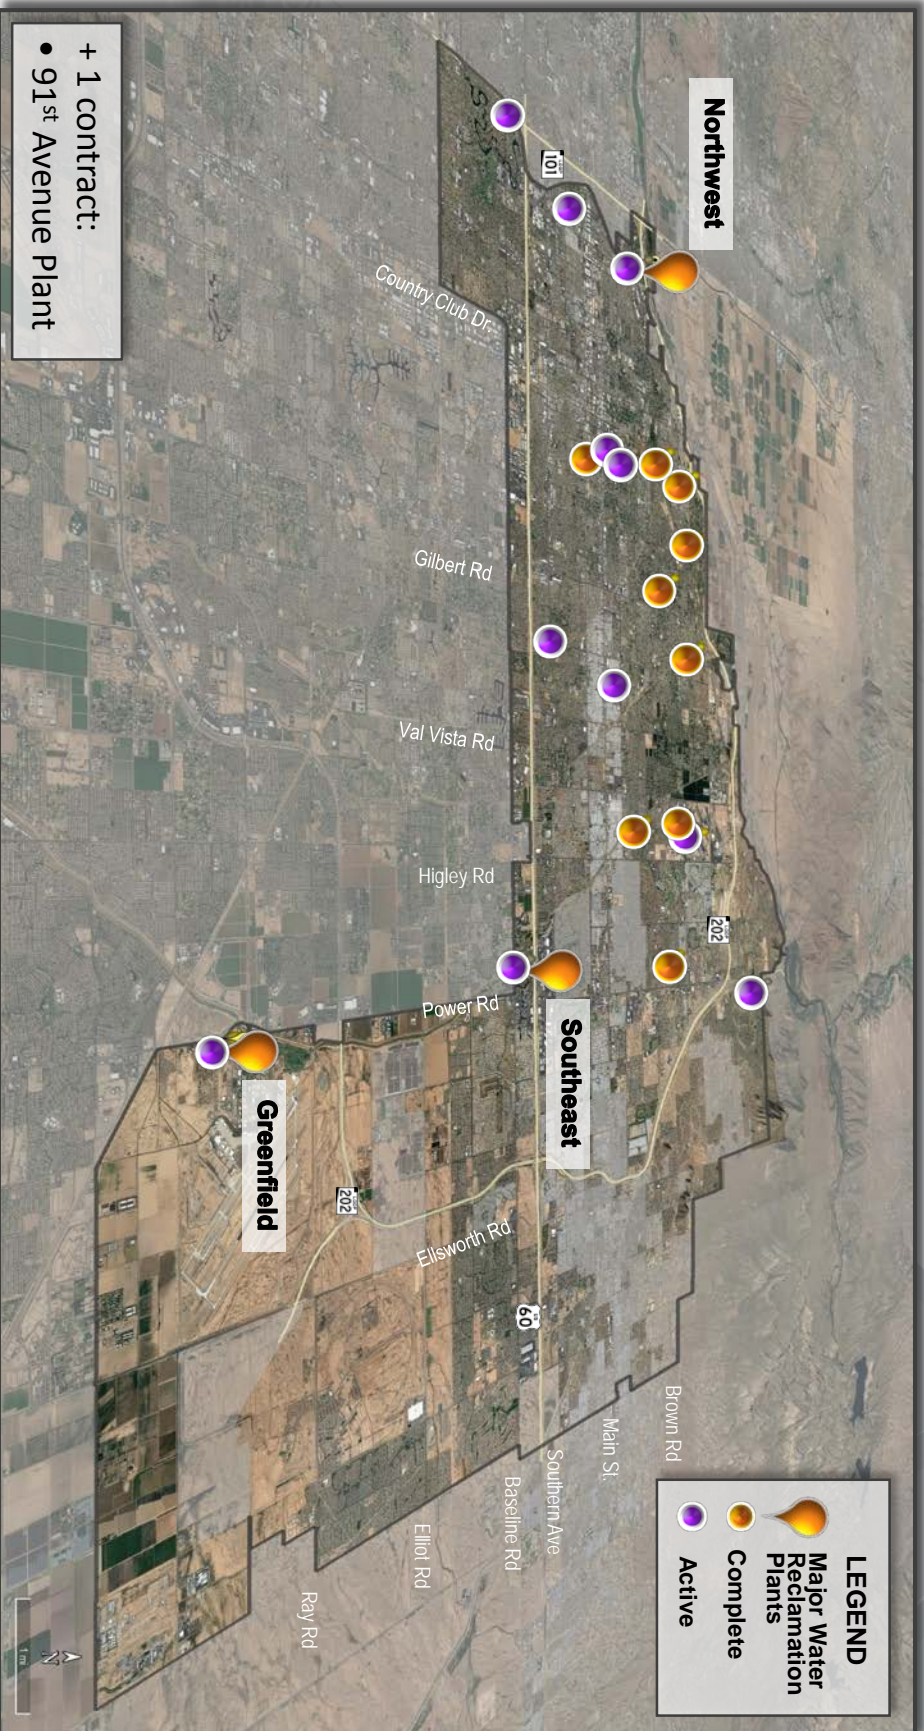 Northwest
101
Country Club Dr.
Gilbert Rd
Val Vista Rd
Higley Rd
202
Power Rd
Southeast
Greenfield
202
Ellsworth Rd
60
Brown Rd
Main St.
Southern Ave
Baseline Rd
Elliot Rd
Ray Rd
LEGEND
Major Water
Reclamation
Plants
Complete
Active
+ 1 contract:
• 91st Avenue Plant
N
1 mi